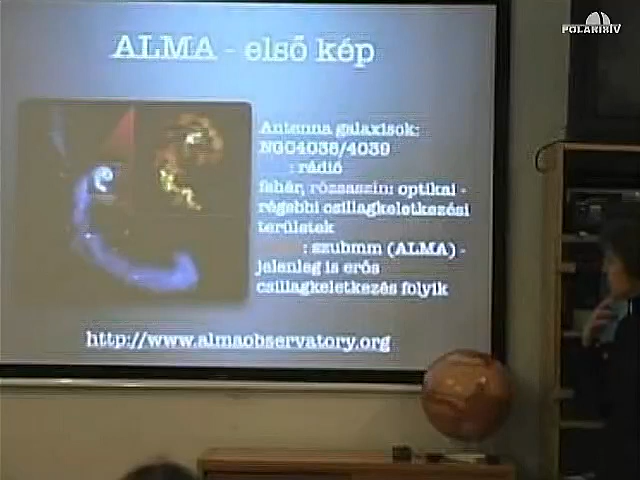 POLARIXIV
ALMA - első kép
Antenna galaxisok:
NGC4038/4039
: rádió
fehér, rózsaszín: optikai -
régebbi csillagkeletkezési
területek
: szubmm (ALMA) -
jelenleg is erős
csillagkeletkezés folyik
http://www.almaobservatory.org